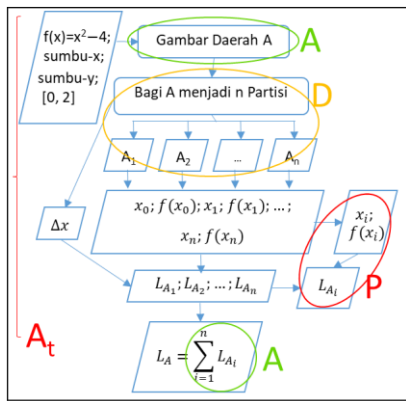 f(x)=x²−4;
sumbu-x;
sumbu-y;
[0, 2]
Gambar Daerah A
A
Bagi A menjadi n Partisi
D
A₁
A₂
...
Aₙ
Δx
x₀; f(x₀); x₁; f(x₁); …;
xₙ; f(xₙ)
xᵢ;
f(xᵢ)
L_{A₁}; L_{A₂}; …; L_{Aₙ}
L_{Aᵢ}
P
Aₜ
L_A = ∑_{i=1}^{n} L_{Aᵢ}
A